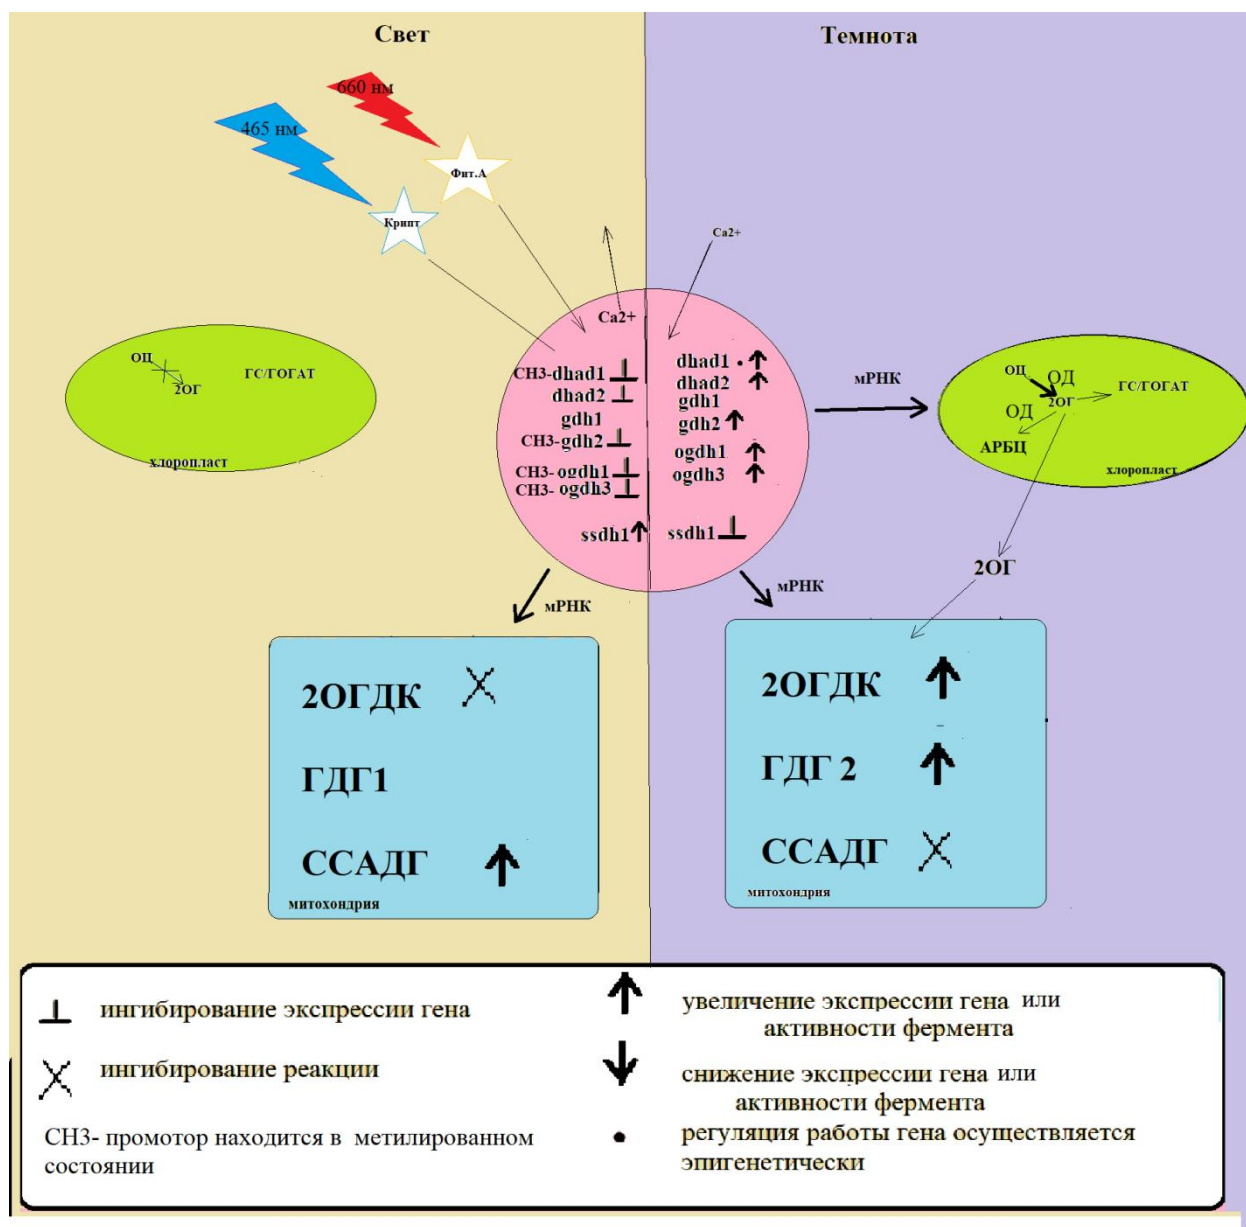 Свет
Темнота
660 нм
465 нм
Фит.А
Крипт
Ca2+
Ca2+
CH3-dhad1
dhad2
gdh1
CH3-gdh2
CH3-ogdh1
CH3- ogdh3
ssdh1
dhad1
dhad2
gdh1
gdh2
ogdh1
ogdh3
ssdh1
ОЦ
2ОГ
ГС/ГОГАТ
хлоропласт
мРНК
ОЦ
ОД
2ОГ
ГС/ГОГАТ
ОД
АРБЦ
хлоропласт
2ОГ
мРНК
мРНК
2ОГДК
ГДГ1
ССАДГ
митохондрия
2ОГДК
ГДГ 2
ССАДГ
митохондрия
ингибирование экспрессии гена
ингибирование реакции
CH3- промотор находится в метилированном
состоянии
увеличение экспрессии гена или
активности фермента
снижение экспрессии гена или
активности фермента
регуляция работы гена осуществляется
эпигенетически